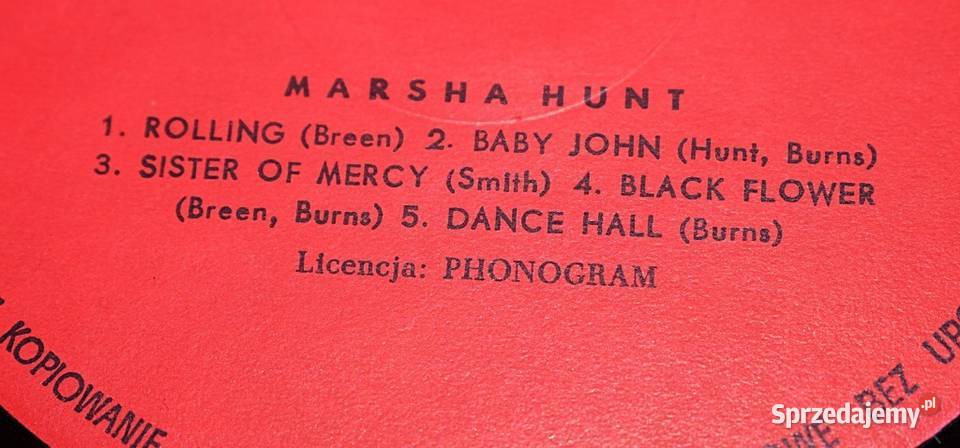 MARSHA HUNT
1. ROLLING (Breen) 2. BABY JOHN (Hunt, Burns)
3. SISTER OF MERCY (Smith) 4. BLACK FLOWER
(Breen, Burns) 5. DANCE HALL (Burns)
Licencja: PHONOGRAM
KOPIOWANIE
BEZ
Sprzedajemy.pl